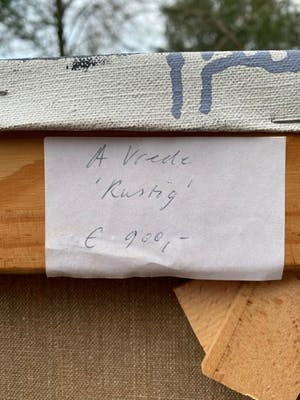 A Vrede
'Rustig'
€ 900,-